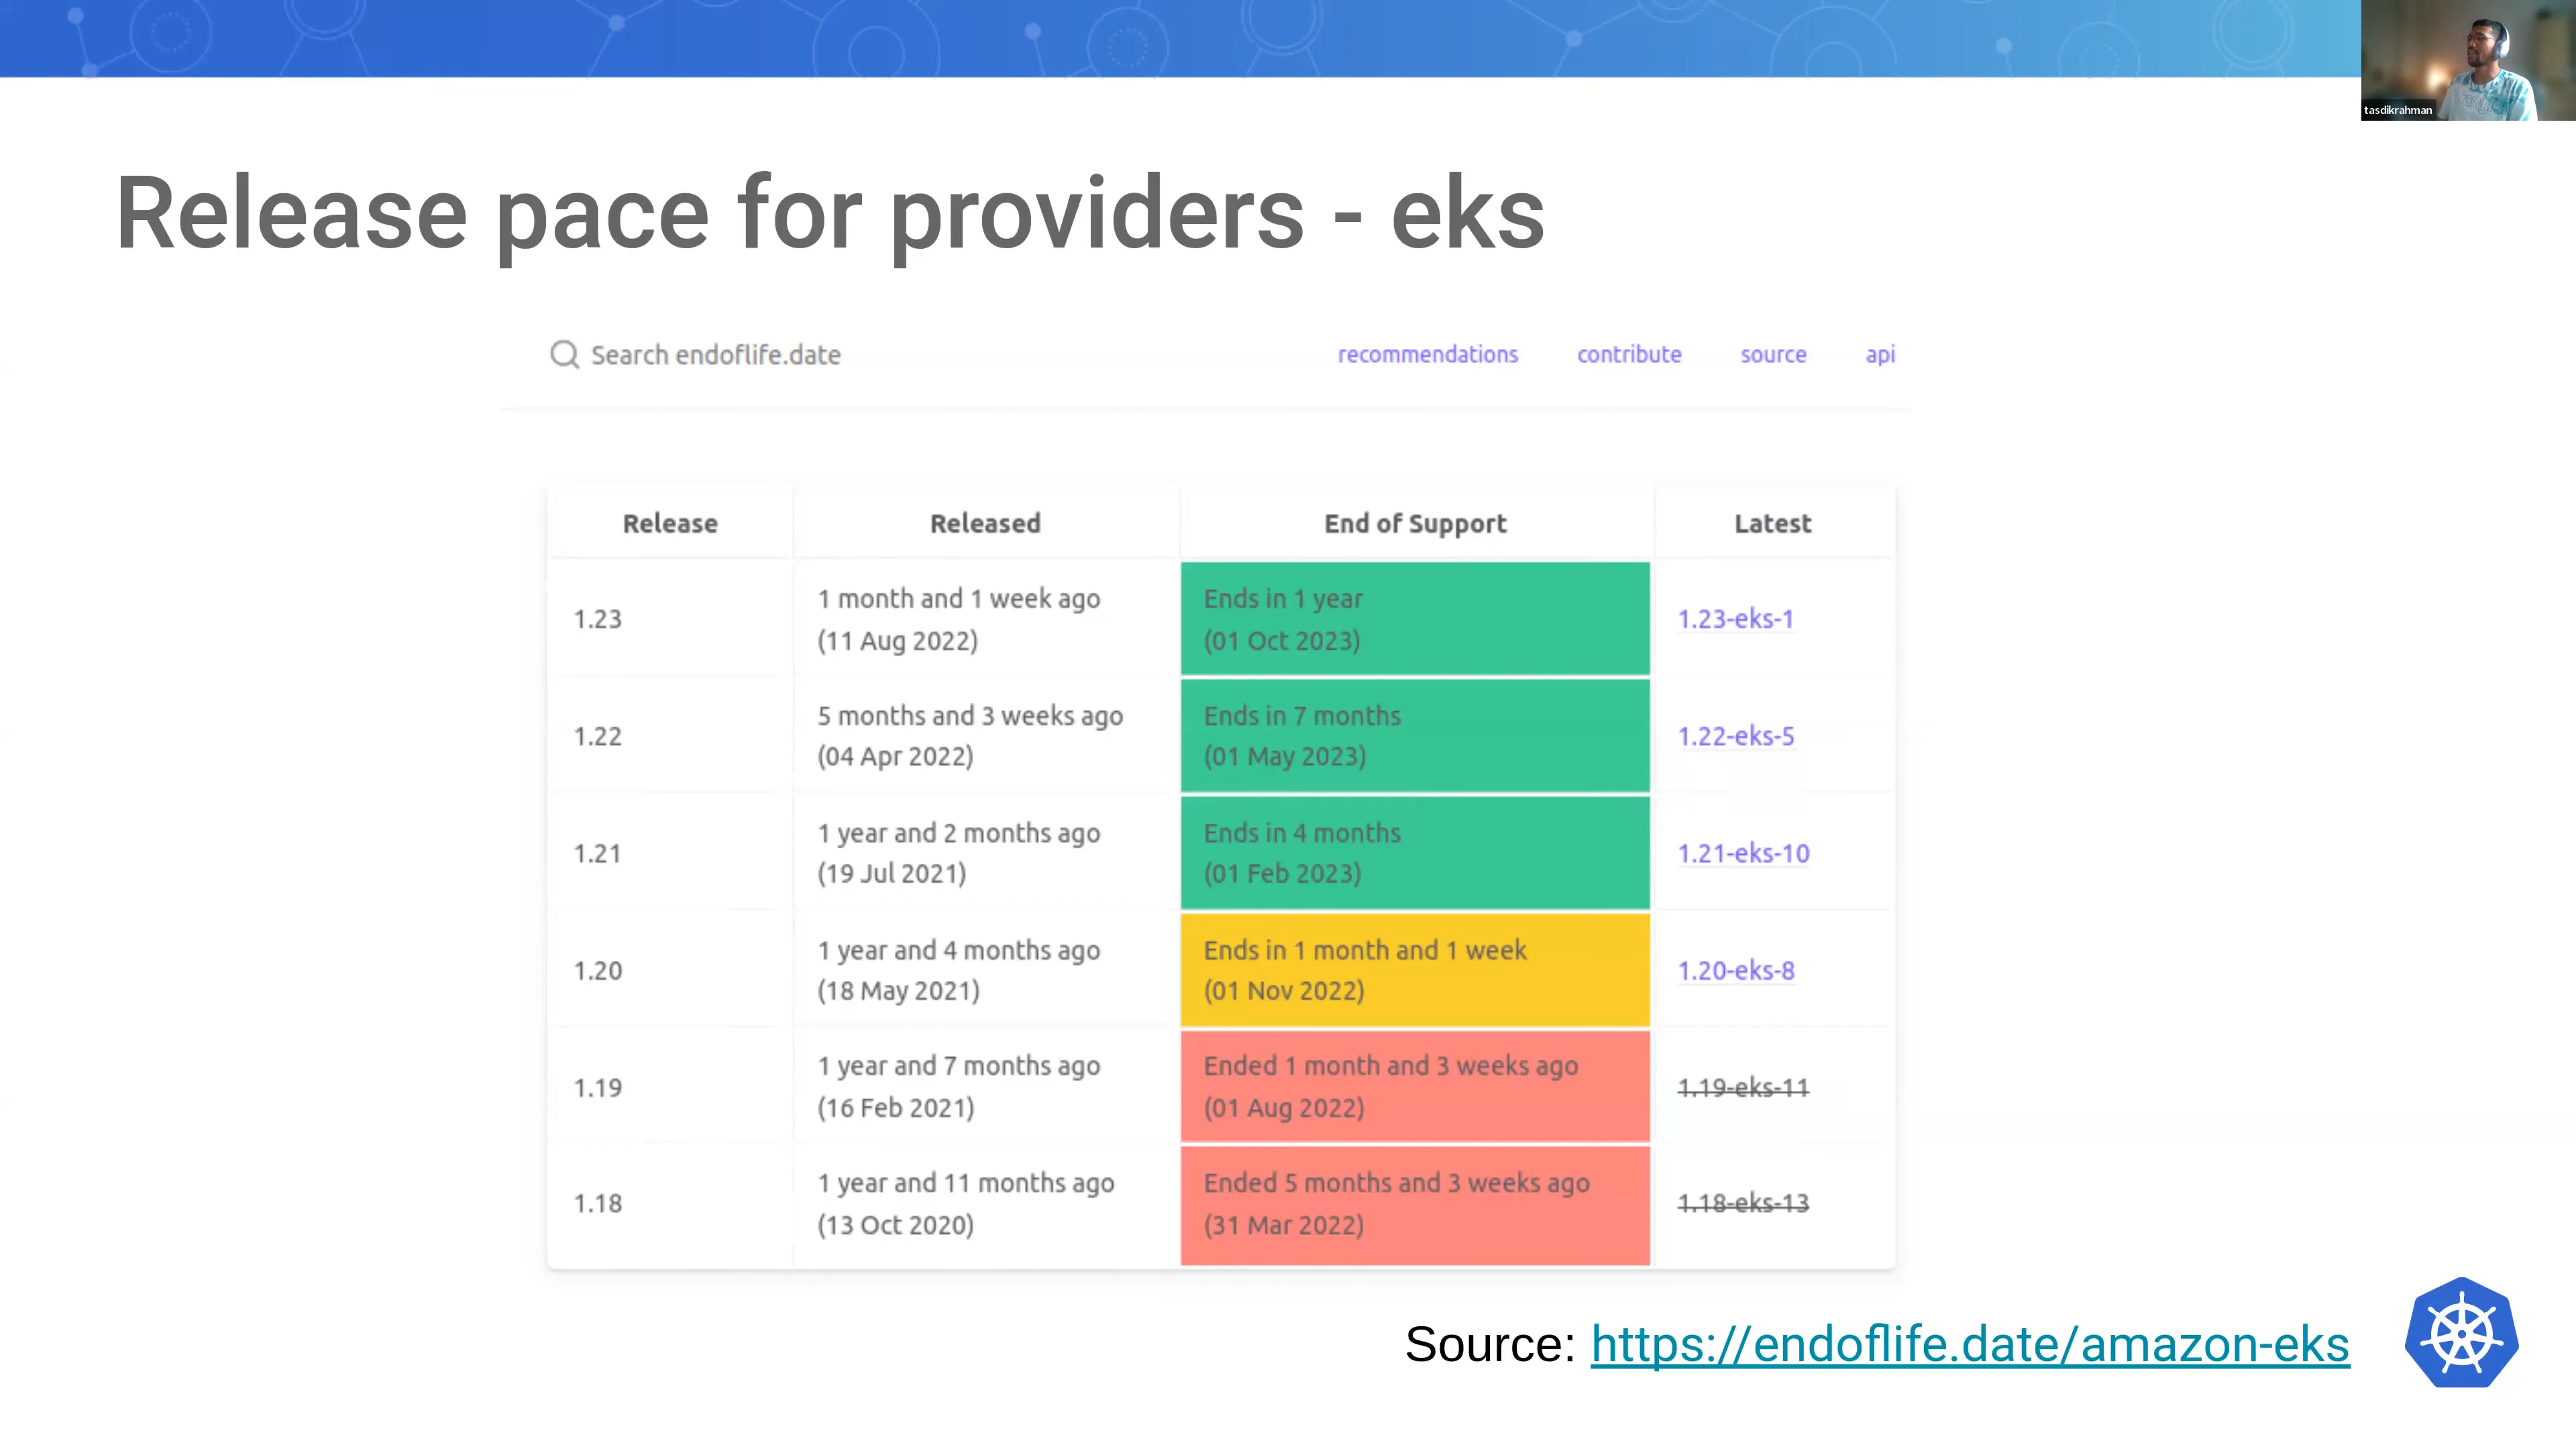 tasdikrahman
Release pace for providers - eks
Search endoflife.date
recommendations contribute source api
Release Released End of Support Latest
1.23
1 month and 1 week ago
(11 Aug 2022)
Ends in 1 year
(01 Oct 2023)
1.23-eks-1
1.22
5 months and 3 weeks ago
(04 Apr 2022)
Ends in 7 months
(01 May 2023)
1.22-eks-5
1.21
1 year and 2 months ago
(19 Jul 2021)
Ends in 4 months
(01 Feb 2023)
1.21-eks-10
1.20
1 year and 4 months ago
(18 May 2021)
Ends in 1 month and 1 week
(01 Nov 2022)
1.20-eks-8
1.19
1 year and 7 months ago
(16 Feb 2021)
Ended 1 month and 3 weeks ago
(01 Aug 2022)
1.19-eks-11
1.18
1 year and 11 months ago
(13 Oct 2020)
Ended 5 months and 3 weeks ago
(31 Mar 2022)
1.18-eks-13
Source: https://endoflife.date/amazon-eks